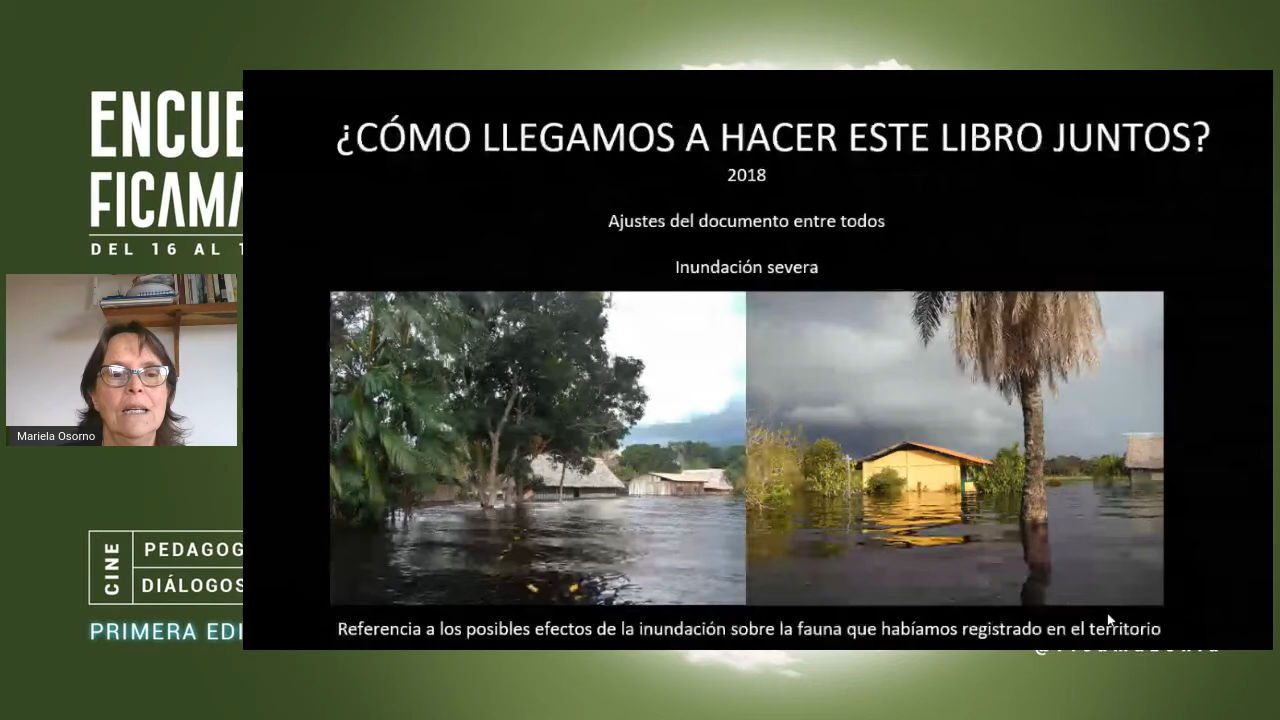 ENCUE
FICAMA
DEL 16 AL 1
¿CÓMO LLEGAMOS A HACER ESTE LIBRO JUNTOS?
2018
Ajustes del documento entre todos
Inundación severa
Mariela Osorno
CINE
PEDAGOG
DIÁLOGOS
PRIMERA EDI
Referencia a los posibles efectos de la inundación sobre la fauna que habíamos registrado en el territorio